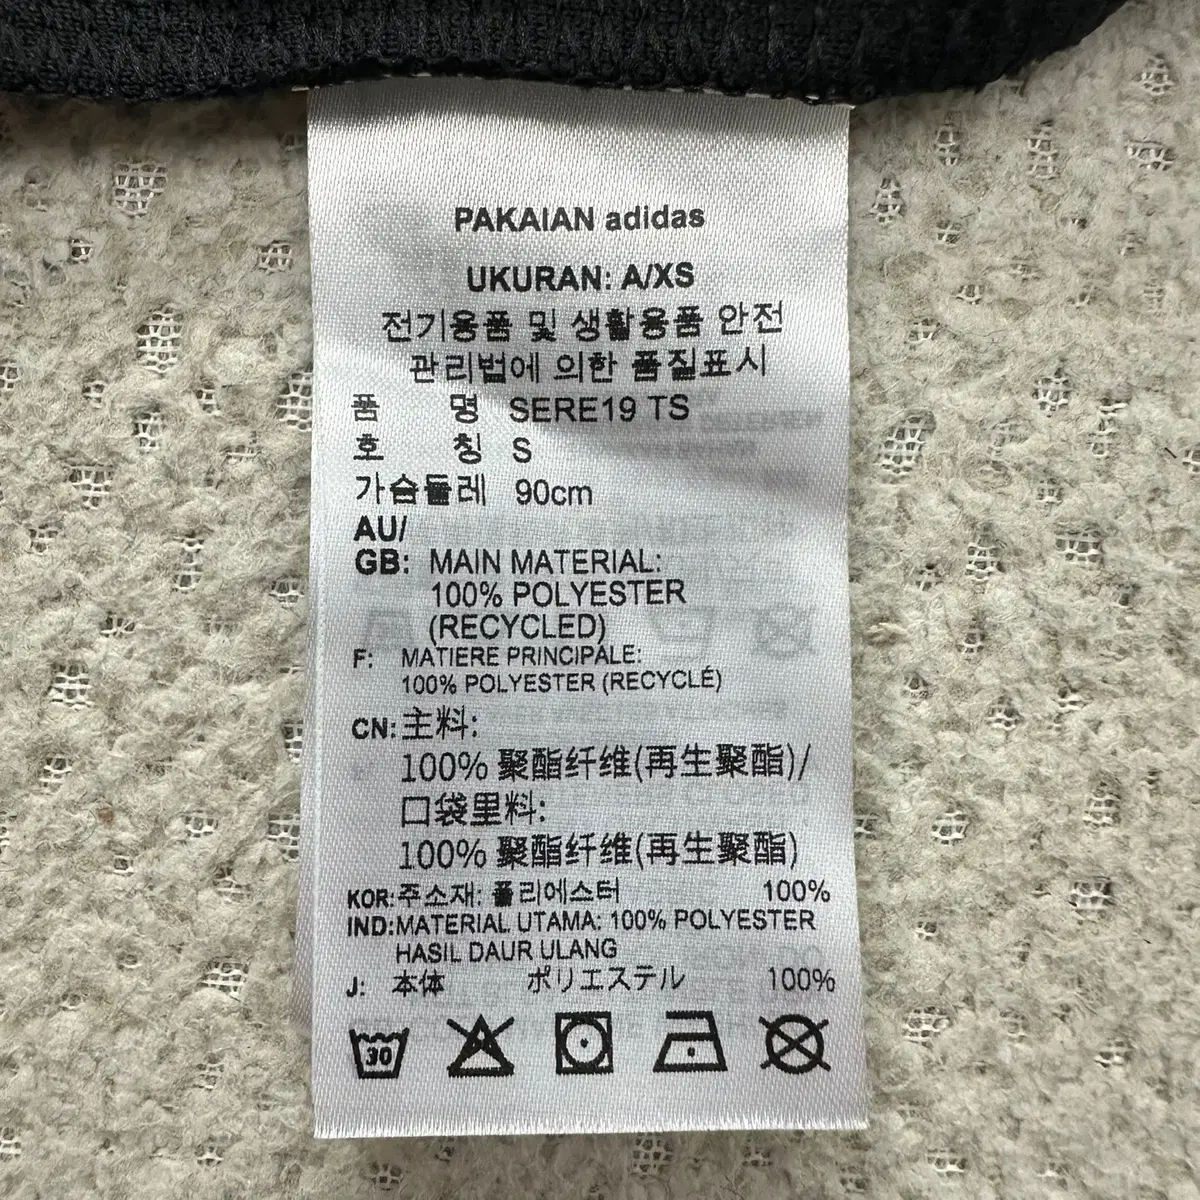 PAKAIAN adidas
UKURAN: A/XS
전기용품 및 생활용품 안전
관리법에 의한 품질표시
품 명 SERE19 TS
호 칭 S
가슴둘레 90cm
AU/
GB: MAIN MATERIAL:
100% POLYESTER
(RECYCLED)
F: MATIERE PRINCIPALE:
100% POLYESTER (RECYCLÉ)
CN: 主料:
100% 聚酯纤维(再生聚酯)/
口袋里料:
100% 聚酯纤维(再生聚酯)
KOR: 주소재: 폴리에스터 100%
IND: MATERIAL UTAMA: 100% POLYESTER
HASIL DAUR ULANG
J: 本体 ポリエステル 100%
30